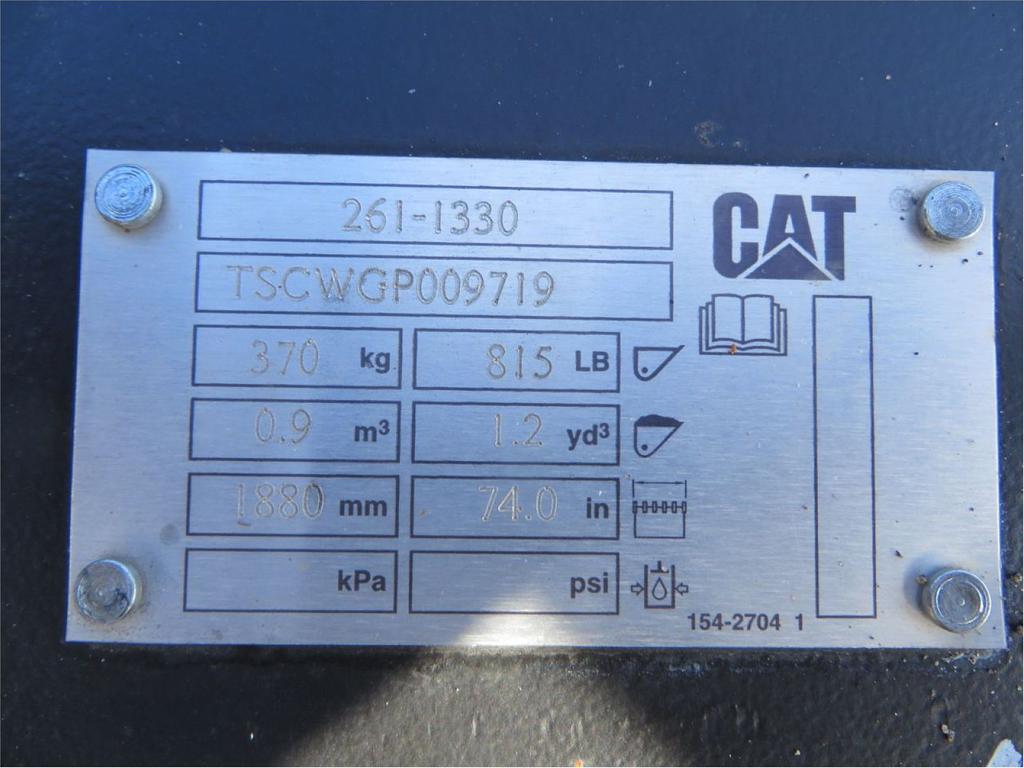 261-1330
CAT
TSCWGP009719
370 kg 815 LB
0.9 m³ 1.2 yd³
1880 mm 74.0 in
kPa psi
154-2704 1